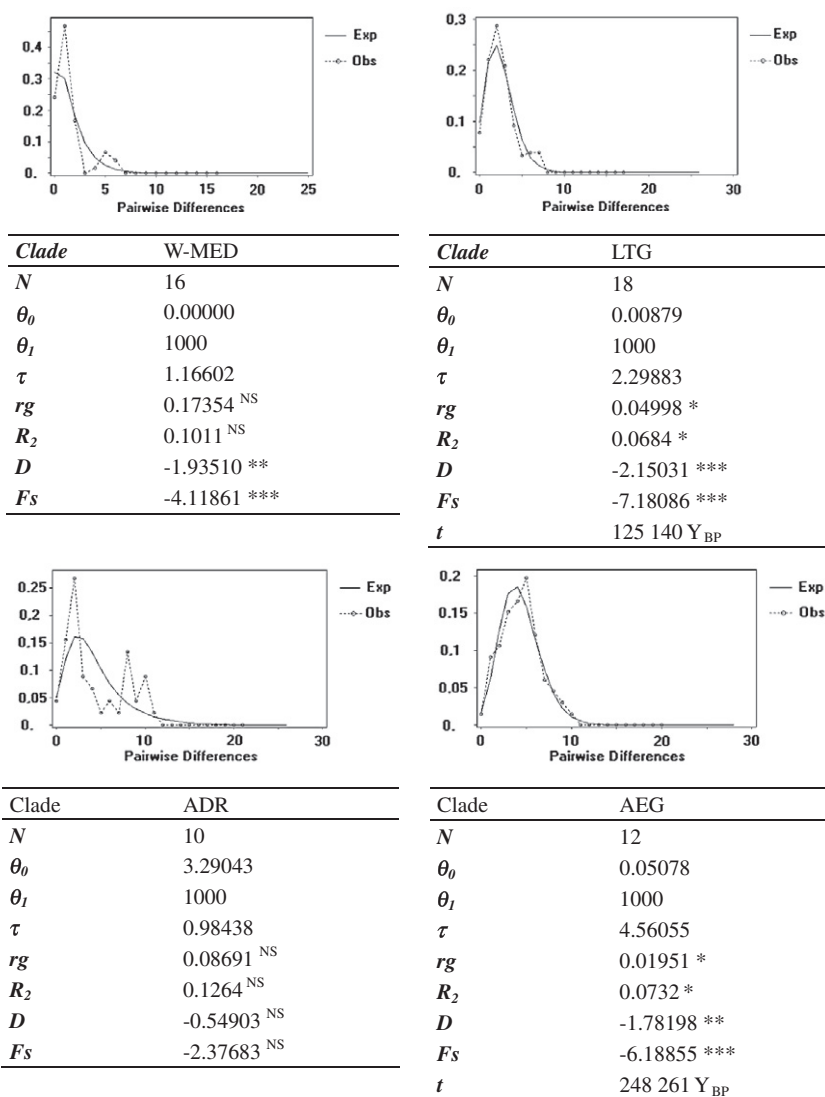 0.4
0.3
0.2
0.1
0.
0 5 10 15 20 25
Pairwise Differences
Exp
Obs
Clade W-MED
N 16
θ0 0.00000
θ1 1000
τ 1.16602
rg 0.17354 NS
R2 0.1011 NS
D -1.93510 **
Fs -4.11861 ***
0.3
0.2
0.1
0.
0 10 20 30
Pairwise Differences
Exp
Obs
Clade LTG
N 18
θ0 0.00879
θ1 1000
τ 2.29883
rg 0.04998 *
R2 0.0684 *
D -2.15031 ***
Fs -7.18086 ***
t 125 140 YBP
0.25
0,2
0.15
0.1
0.05
0.
0 10 20 30
Pairwise Differences
Exp
Obs
Clade ADR
N 10
θ0 3.29043
θ1 1000
τ 0.98438
rg 0.08691 NS
R2 0.1264 NS
D -0.54903 NS
Fs -2.37683 NS
0.2
0.15
0.1
0.05
0.
0 10 20 30
Pairwise Differences
Exp
Obs
Clade AEG
N 12
θ0 0.05078
θ1 1000
τ 4.56055
rg 0.01951 *
R2 0.0732 *
D -1.78198 **
Fs -6.18855 ***
t 248 261 YBP